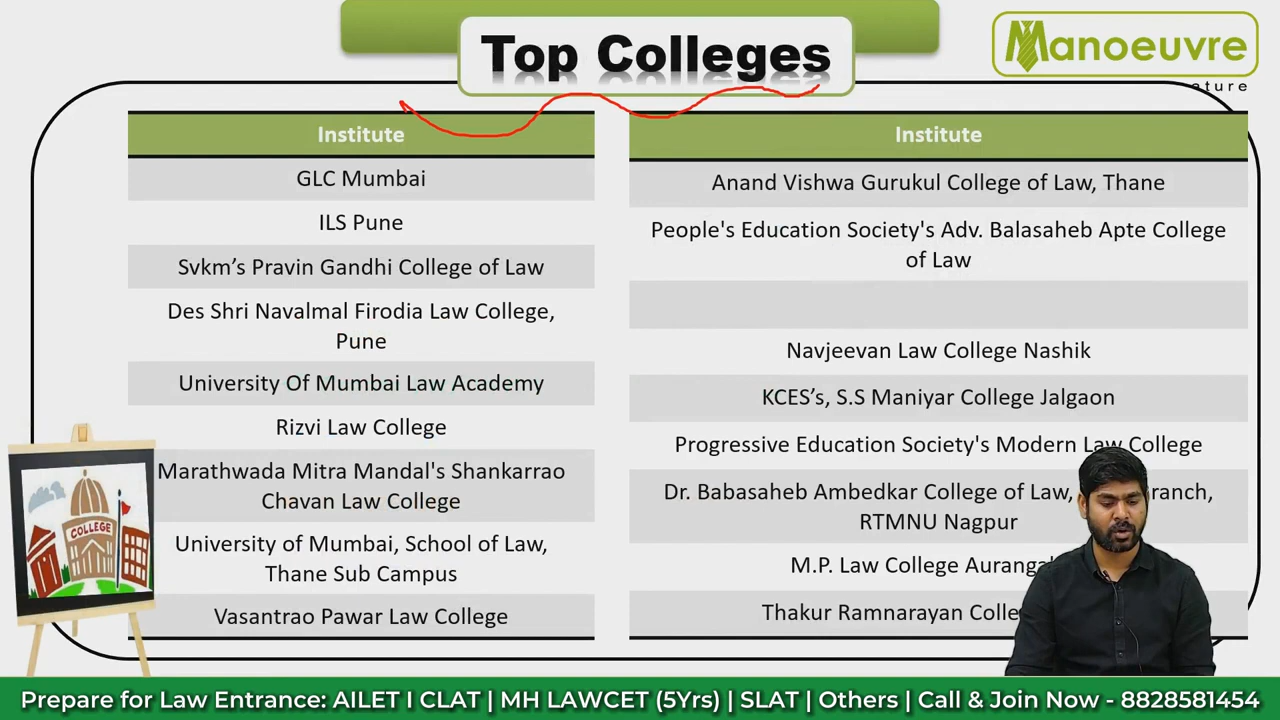 Top Colleges
Manoeuvre
ature
Institute
GLC Mumbai
ILS Pune
Svkm’s Pravin Gandhi College of Law
Des Shri Navalmal Firodia Law College,
Pune
University Of Mumbai Law Academy
Rizvi Law College
Marathwada Mitra Mandal's Shankarrao
Chavan Law College
University of Mumbai, School of Law,
Thane Sub Campus
Vasantrao Pawar Law College
Institute
Anand Vishwa Gurukul College of Law, Thane
People's Education Society's Adv. Balasaheb Apte College
of Law
Navjeevan Law College Nashik
KCES’s, S.S Maniyar College Jalgaon
Progressive Education Society's Modern Law College
Dr. Babasaheb Ambedkar College of Law, ranch,
RTMNU Nagpur
M.P. Law College Auranga
Thakur Ramnarayan Colle
COLLEGE
Prepare for Law Entrance: AILET I CLAT | MH LAWCET (5Yrs) | SLAT | Others | Call & Join Now - 8828581454